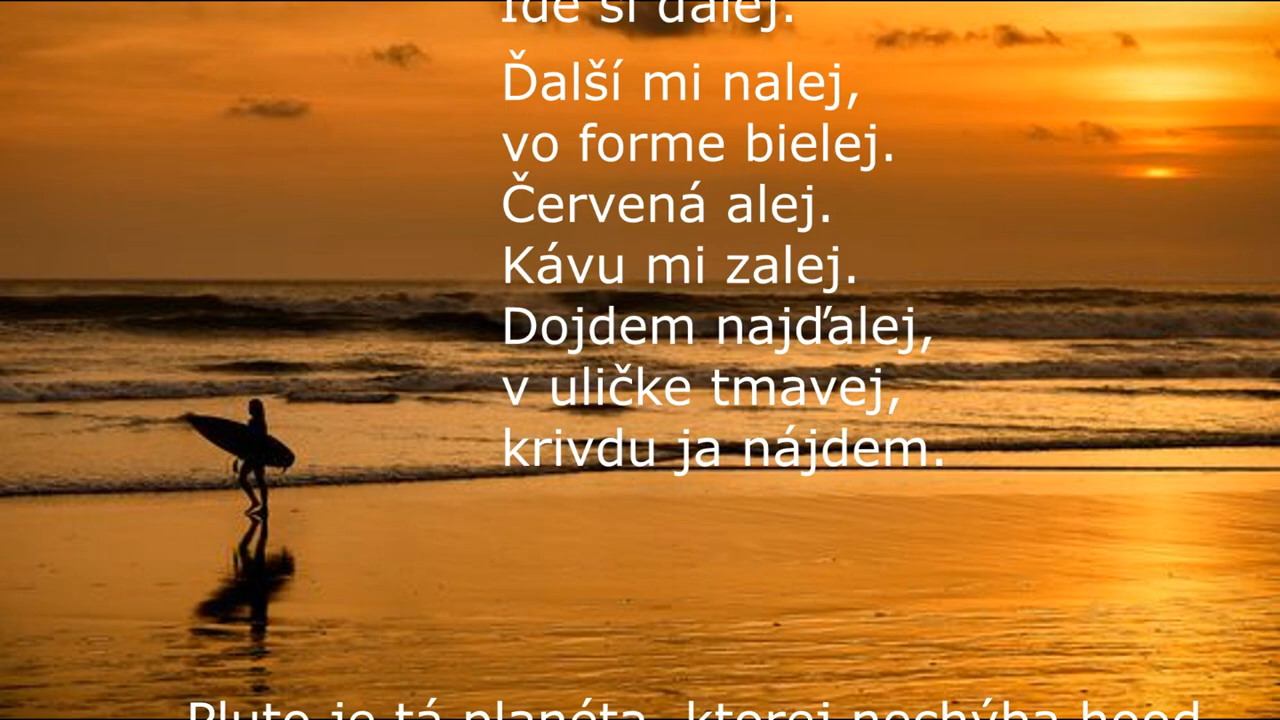 Ide si ďalej.
Ďalší mi nalej,
vo forme bielej.
Červená alej.
Kávu mi zalej.
Dojdem najďalej,
v uličke tmavej,
krivdu ja nájdem.
Pluto je tá planéta, ktorej nechýba hood